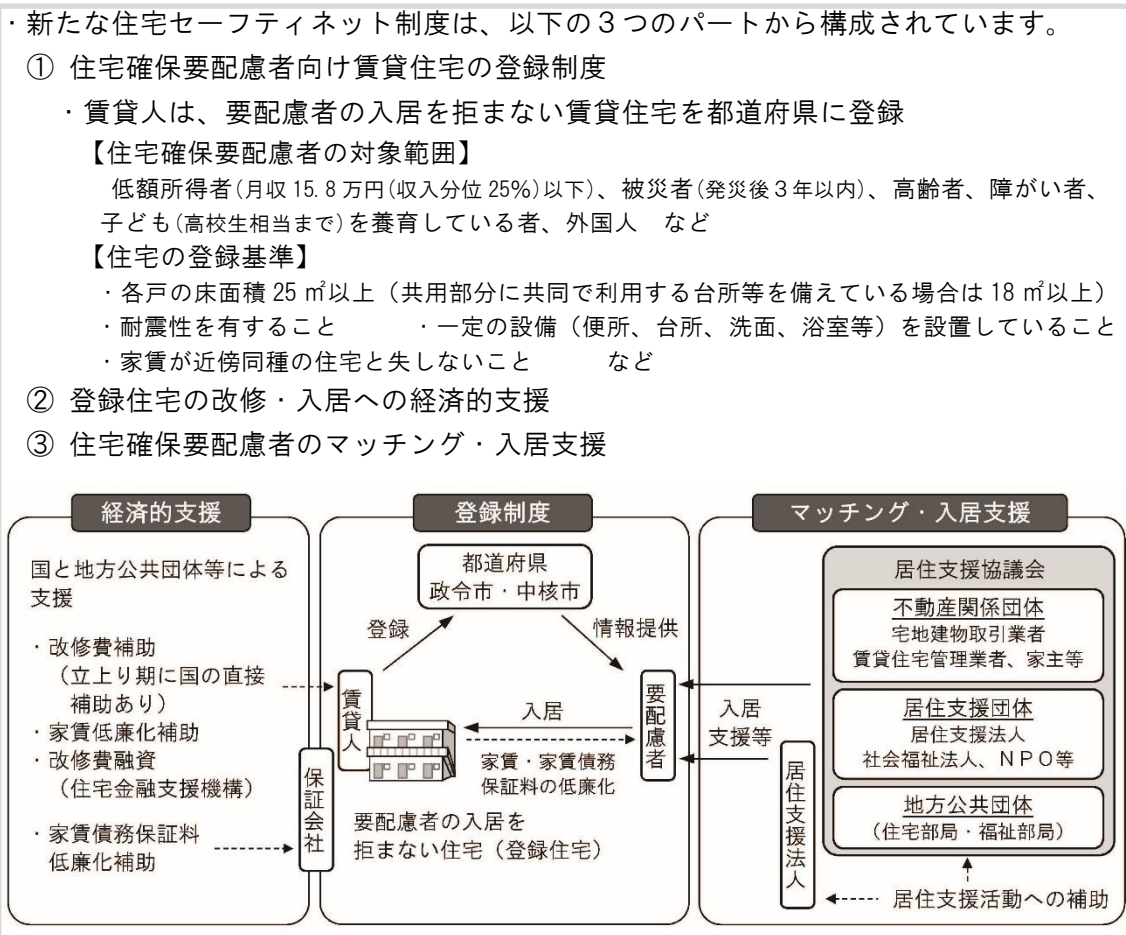 ・新たな住宅セーフティネット制度は、以下の３つのパートから構成されています。
① 住宅確保要配慮者向け賃貸住宅の登録制度
・賃貸人は、要配慮者の入居を拒まない賃貸住宅を都道府県に登録
【住宅確保要配慮者の対象範囲】
低額所得者(月収 15.8 万円(収入分位 25%)以下)、被災者(発災後３年以内)、高齢者、障がい者、
子ども(高校生相当まで)を養育している者、外国人　など
【住宅の登録基準】
・各戸の床面積 25 ㎡以上（共用部分に共同で利用する台所等を備えている場合は 18 ㎡以上）
・耐震性を有すること　　・一定の設備（便所、台所、洗面、浴室等）を設置していること
・家賃が近傍同種の住宅と失しないこと　　など
② 登録住宅の改修・入居への経済的支援
③ 住宅確保要配慮者のマッチング・入居支援
経済的支援
国と地方公共団体等による
支援
・改修費補助
（立上り期に国の直接
補助あり）
・家賃低廉化補助
・改修費融資
（住宅金融支援機構）
・家賃債務保証料
低廉化補助
保証会社
登録制度
都道府県
政令市・中核市
登録
情報提供
賃貸人
入居
家賃・家賃債務
保証料の低廉化
要配慮者
要配慮者の入居を
拒まない住宅（登録住宅）
マッチング・入居支援
入居
支援等
居住支援法人
居住支援協議会
不動産関係団体
宅地建物取引業者
賃貸住宅管理業者、家主等
居住支援団体
居住支援法人
社会福祉法人、ＮＰＯ等
地方公共団体
（住宅部局・福祉部局）
居住支援活動への補助